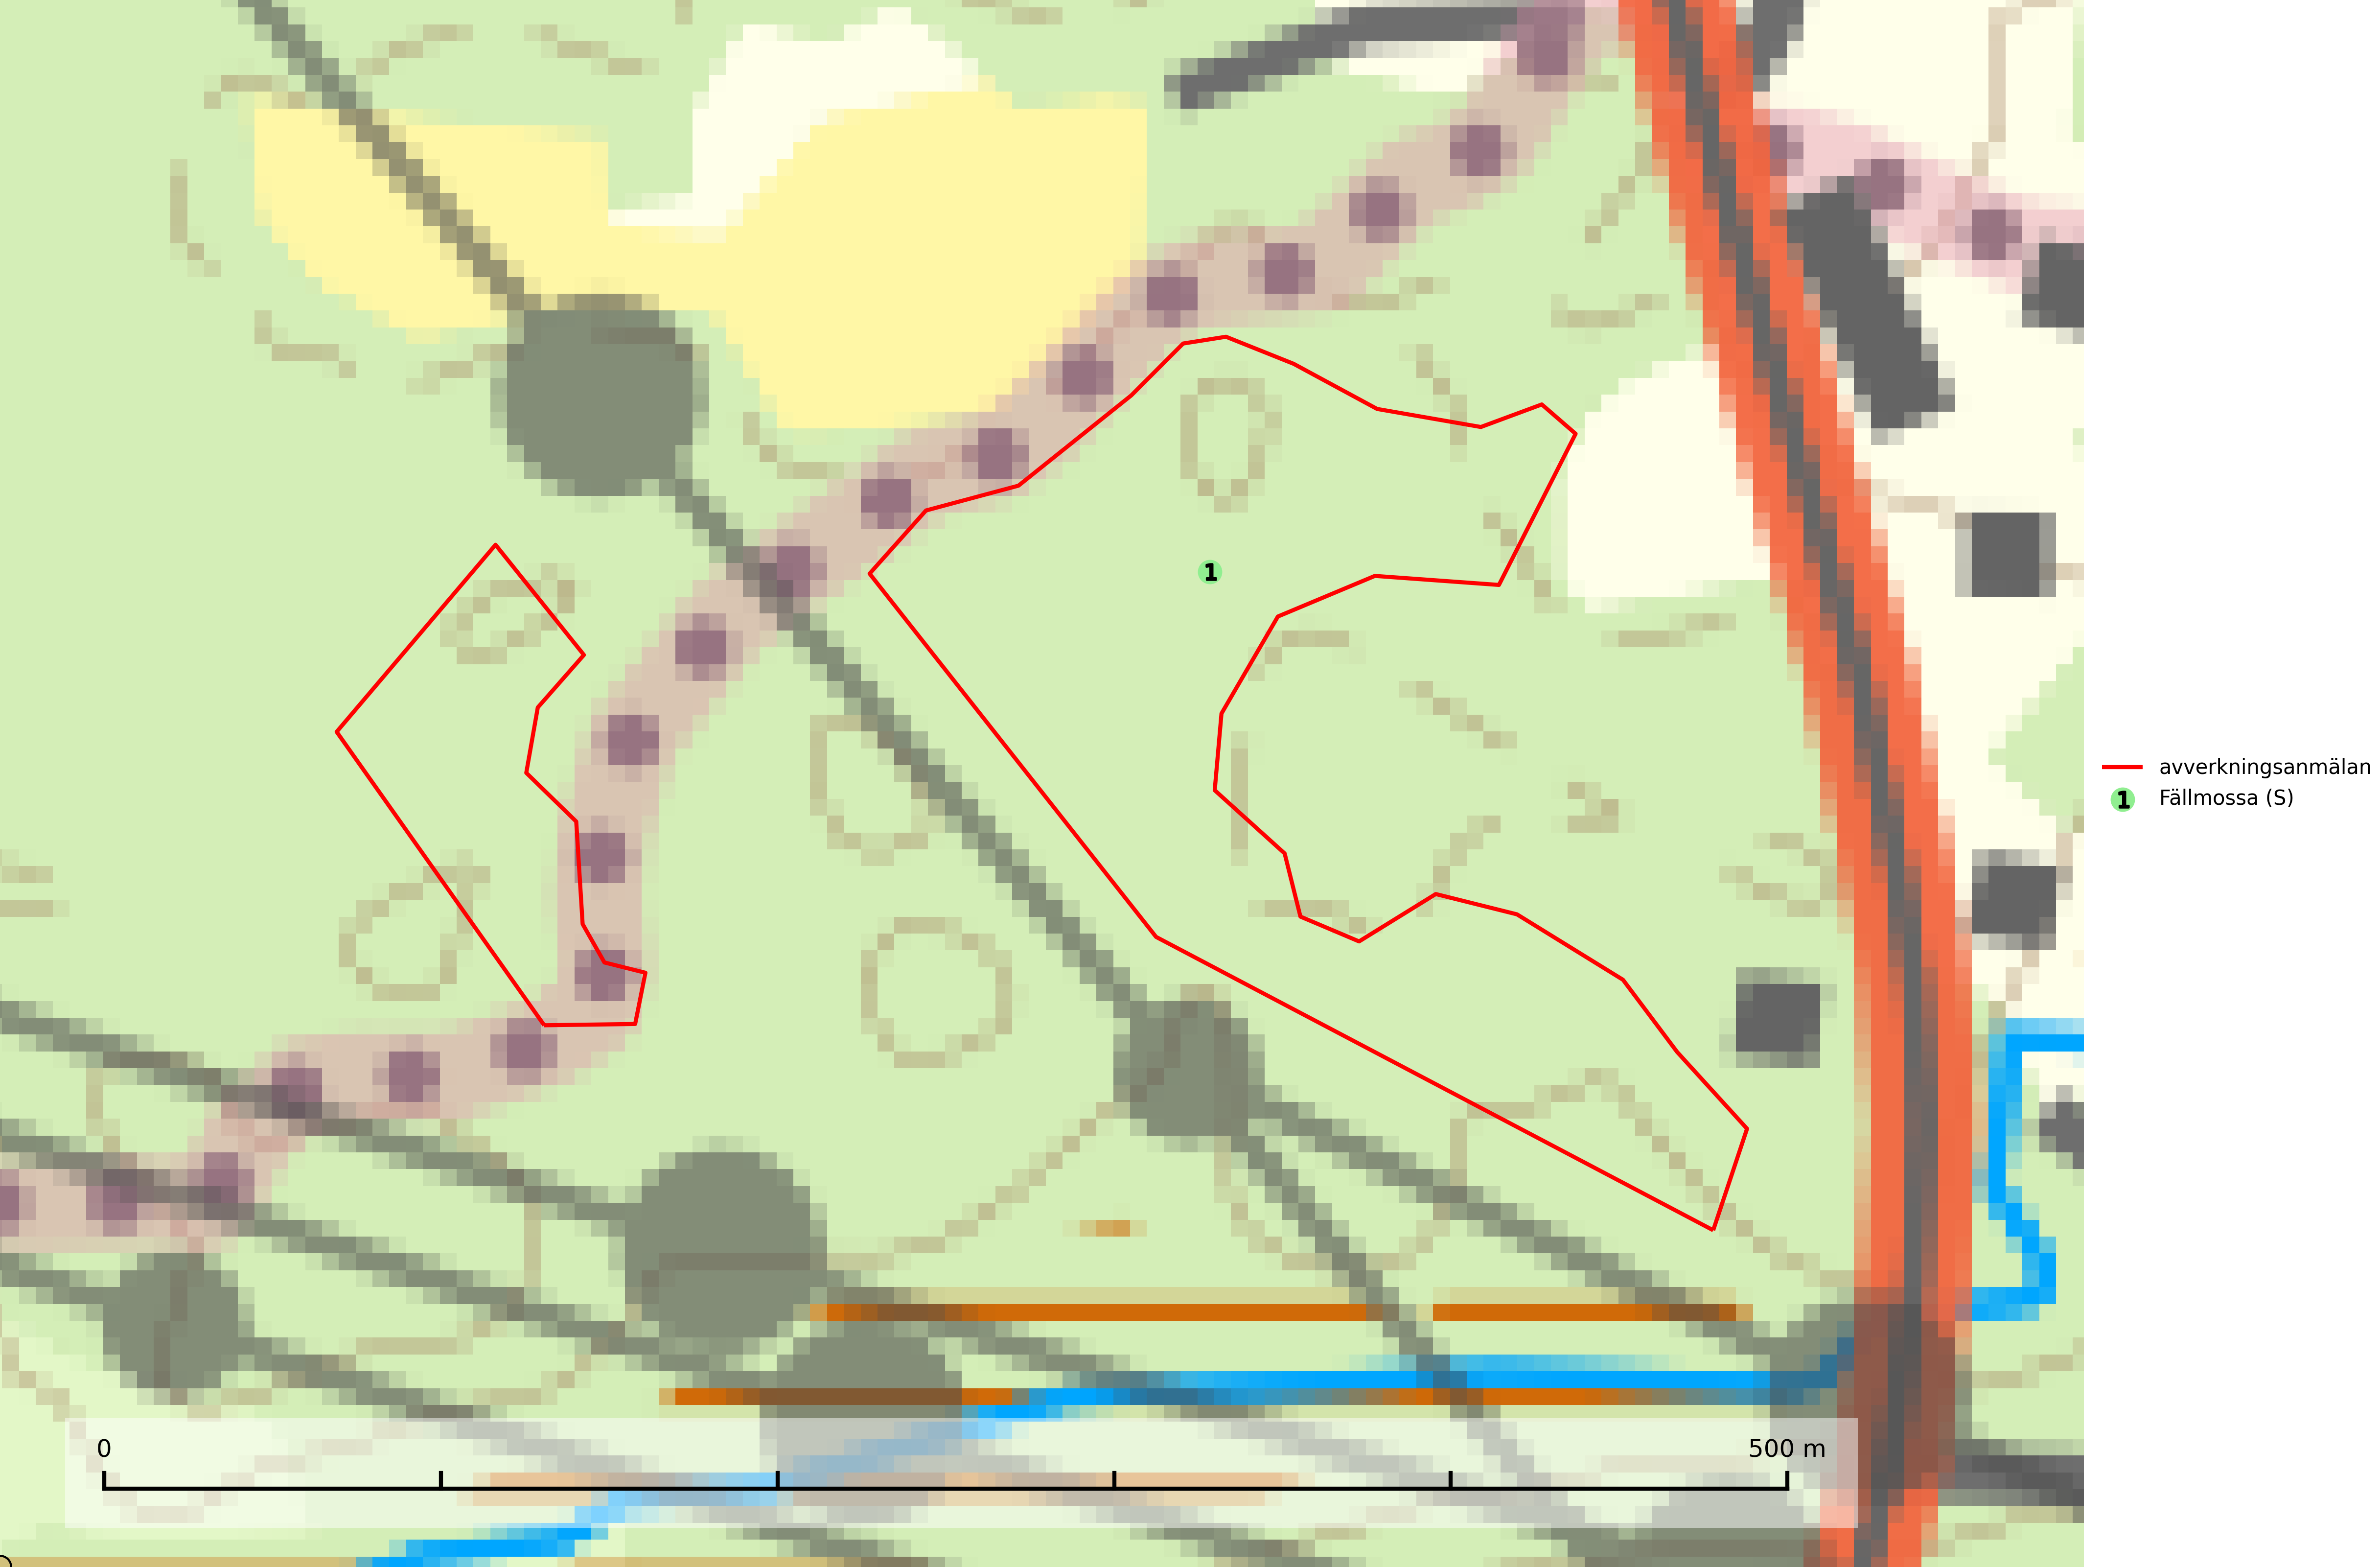 1
avverkningsanmälan
1 Fällmossa (S)
0 500 m